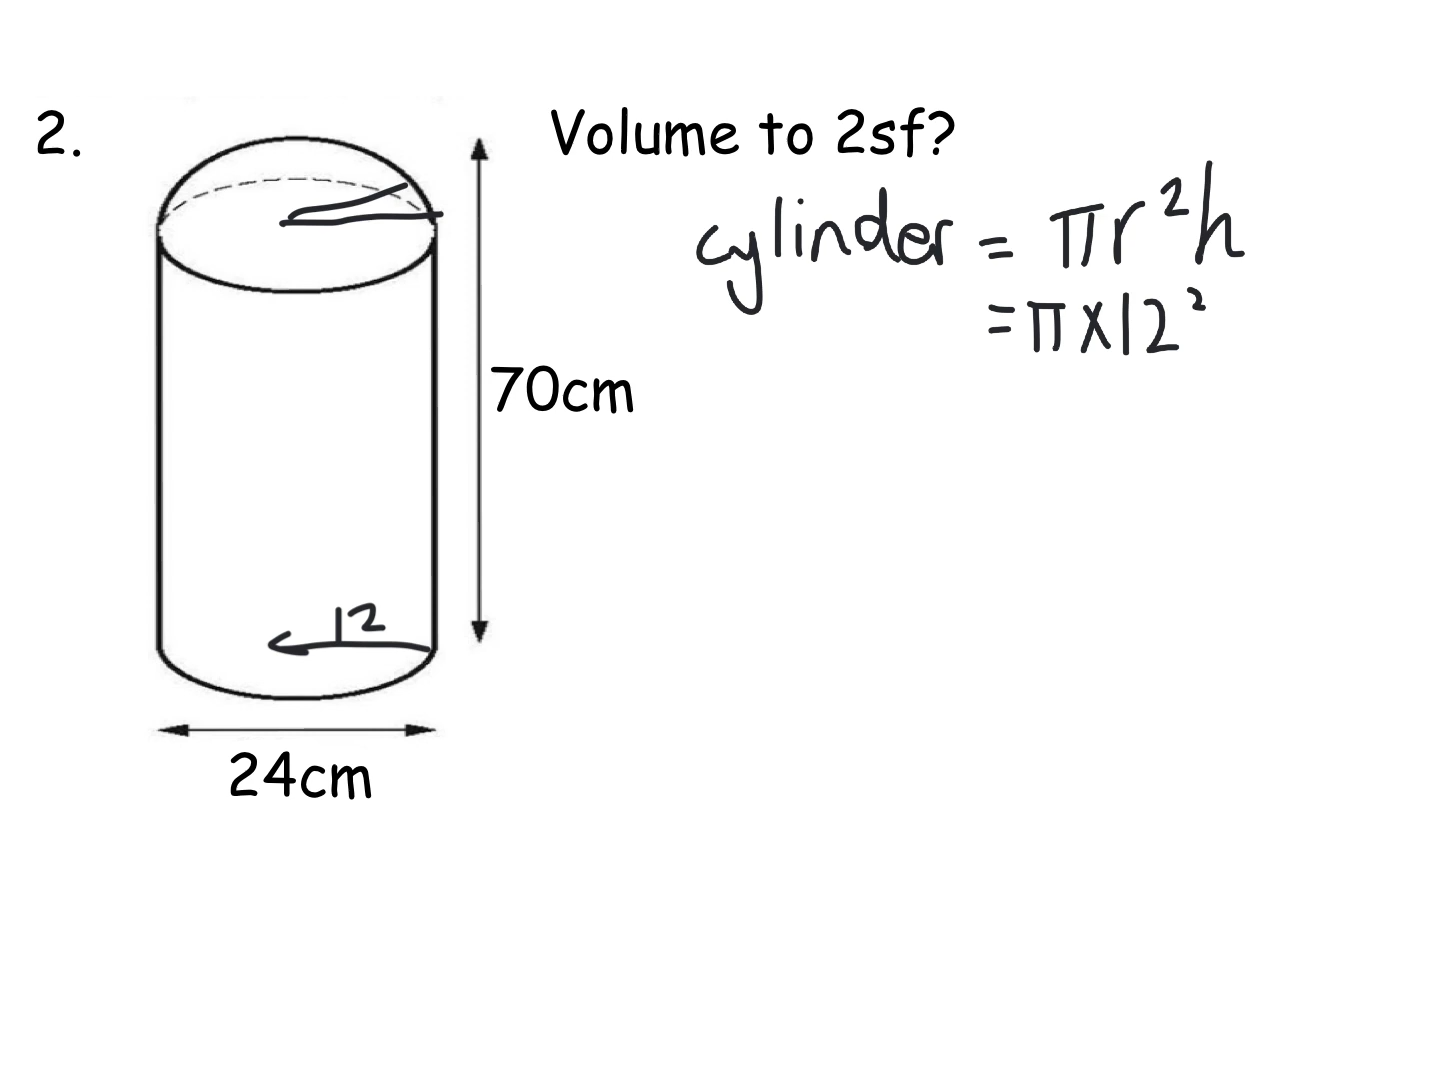 2.
Volume to 2sf?
cylinder = πr²h
= π x 12²
70cm
12
24cm